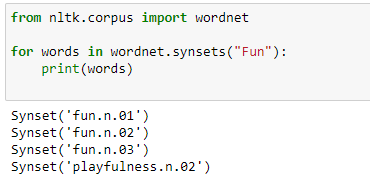 from nltk.corpus import wordnet
for words in wordnet.synsets("Fun"):
    print(words)
Synset('fun.n.01')
Synset('fun.n.02')
Synset('fun.n.03')
Synset('playfulness.n.02')